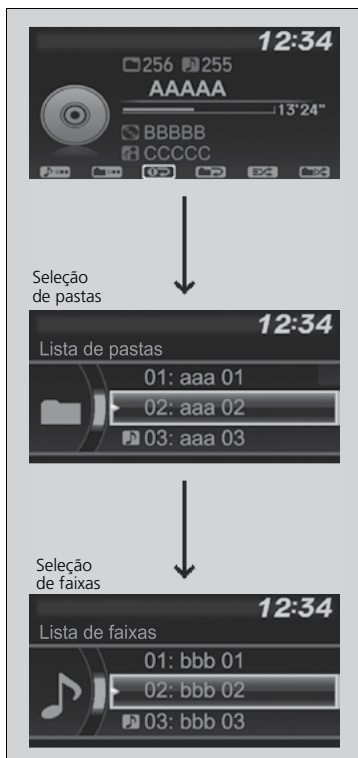 12:34
256 255
AAAAA
13'24"
BBBBB
CCCCC
Seleção
de pastas
12:34
Lista de pastas
01: aaa 01
02: aaa 02
03: aaa 03
Seleção
de faixas
12:34
Lista de faixas
01: bbb 01
02: bbb 02
03: bbb 03